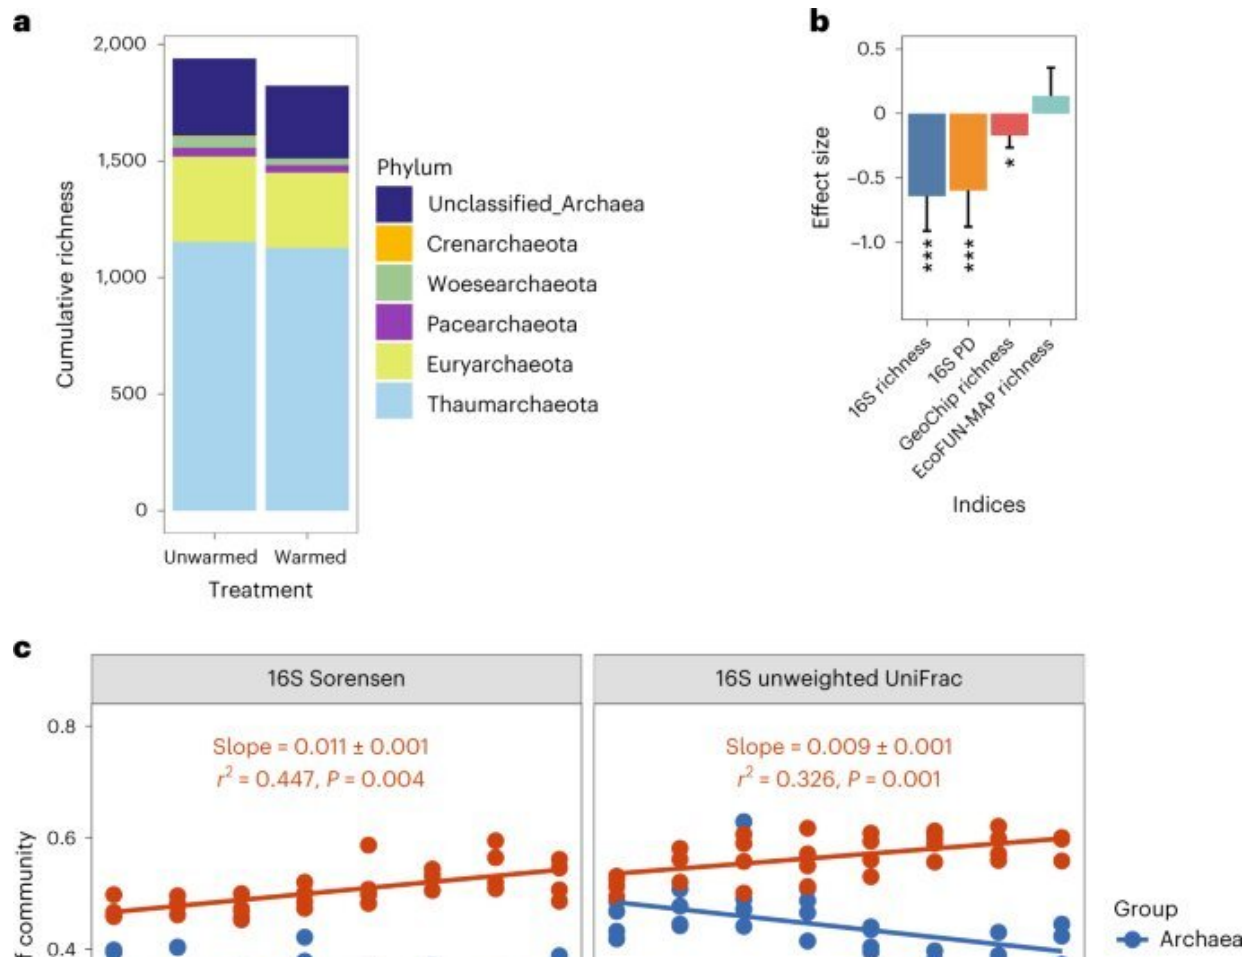 a
2,000
1,500
1,000
500
0
Cumulative richness
Unwarmed Warmed
Treatment
Phylum
Unclassified_Archaea
Crenarchaeota
Woesearchaeota
Pacearchaeota
Euryarchaeota
Thaumarchaeota
b
0.5
0
−0.5
−1.0
Effect size
***
***
*
16S richness
16S PD
GeoChip richness
EcoFUN-MAP richness
Indices
c
16S Sorensen
16S unweighted UniFrac
0.8
0.6
0.4
community
Slope = 0.011 ± 0.001
r² = 0.447, P = 0.004
Slope = 0.009 ± 0.001
r² = 0.326, P = 0.001
Group
Archaea